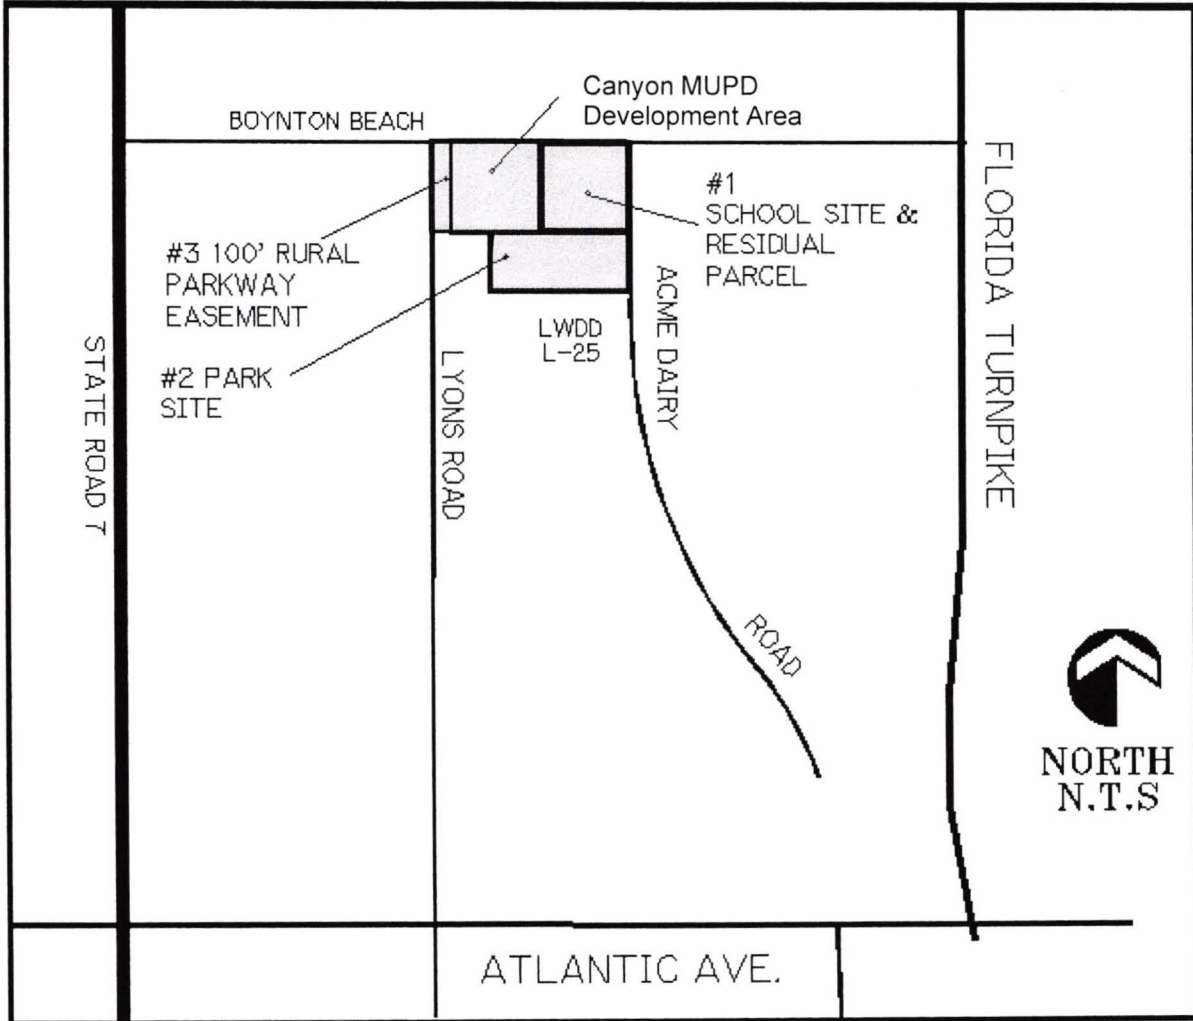 Canyon MUPD
Development Area
BOYNTON BEACH
#1
SCHOOL SITE &
RESIDUAL
PARCEL
#3 100' RURAL
PARKWAY
EASEMENT
#2 PARK
SITE
LWDD
L-25
ACME DAIRY
ROAD
LYONS ROAD
STATE ROAD 7
FLORIDA TURNPIKE
NORTH
N.T.S
ATLANTIC AVE.